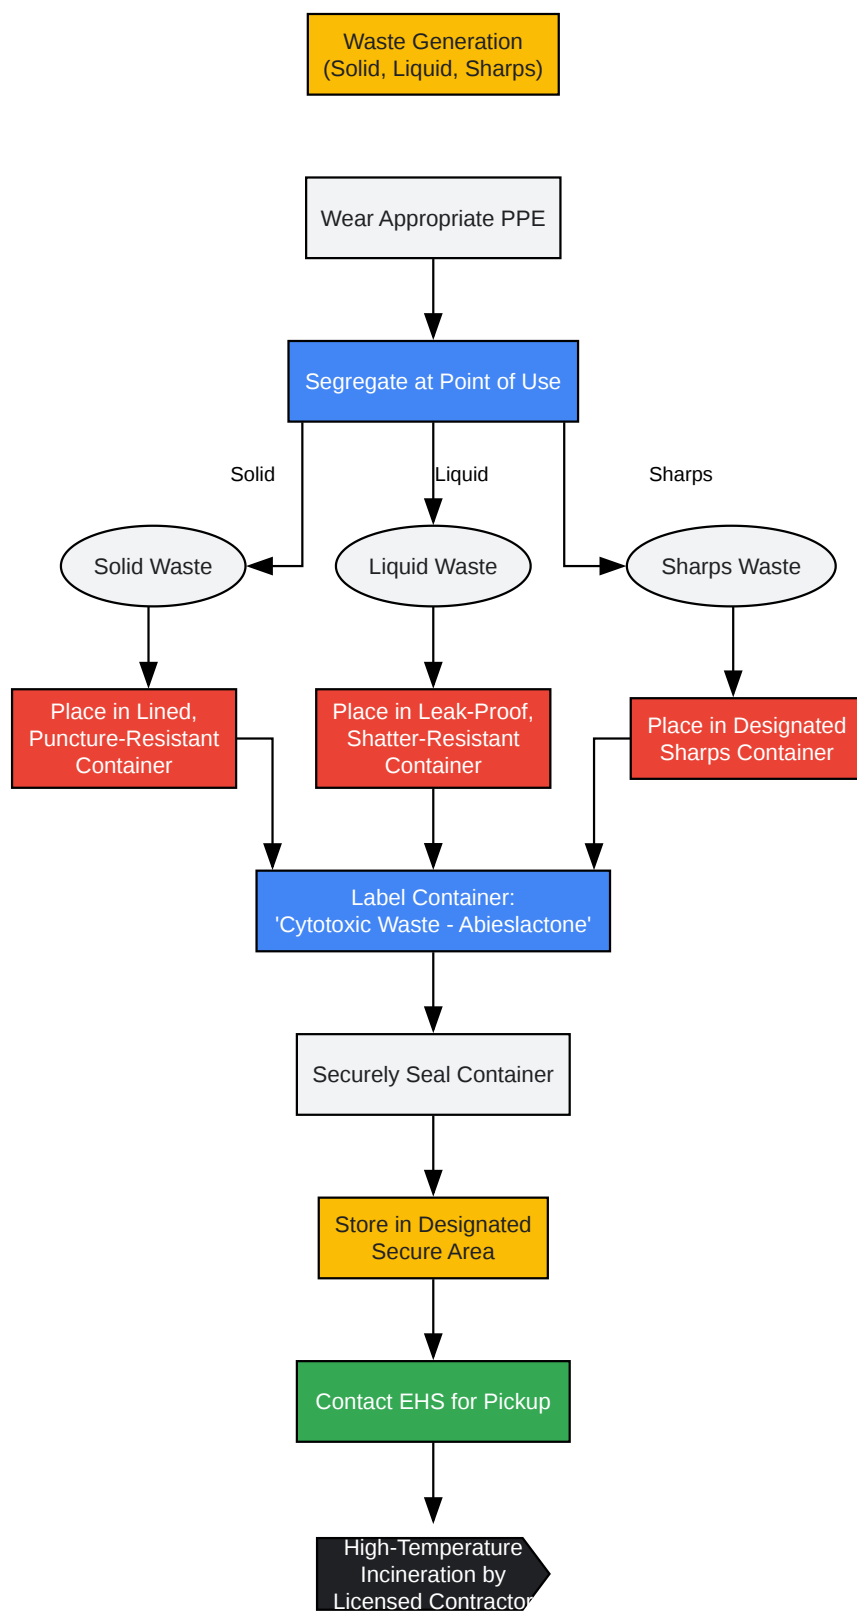 Waste Generation
(Solid, Liquid, Sharps)
Wear Appropriate PPE
Segregate at Point of Use
Solid
Liquid
Sharps
Solid Waste
Liquid Waste
Sharps Waste
Place in Lined,
Puncture-Resistant
Container
Place in Leak-Proof,
Shatter-Resistant
Container
Place in Designated
Sharps Container
Label Container:
'Cytotoxic Waste - Abieslactone'
Securely Seal Container
Store in Designated
Secure Area
Contact EHS for Pickup
High-Temperature
Incineration by
Licensed Contractor